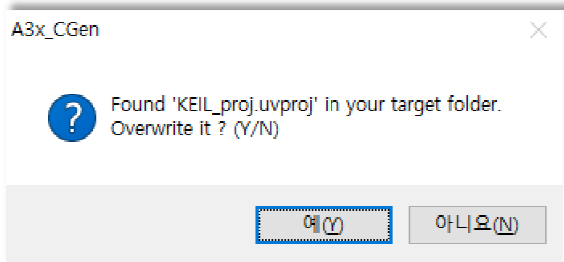 A3x_CGen
Found 'KEIL_proj.uvproj' in your target folder.
Overwrite it ? (Y/N)
예(Y)
아니요(N)